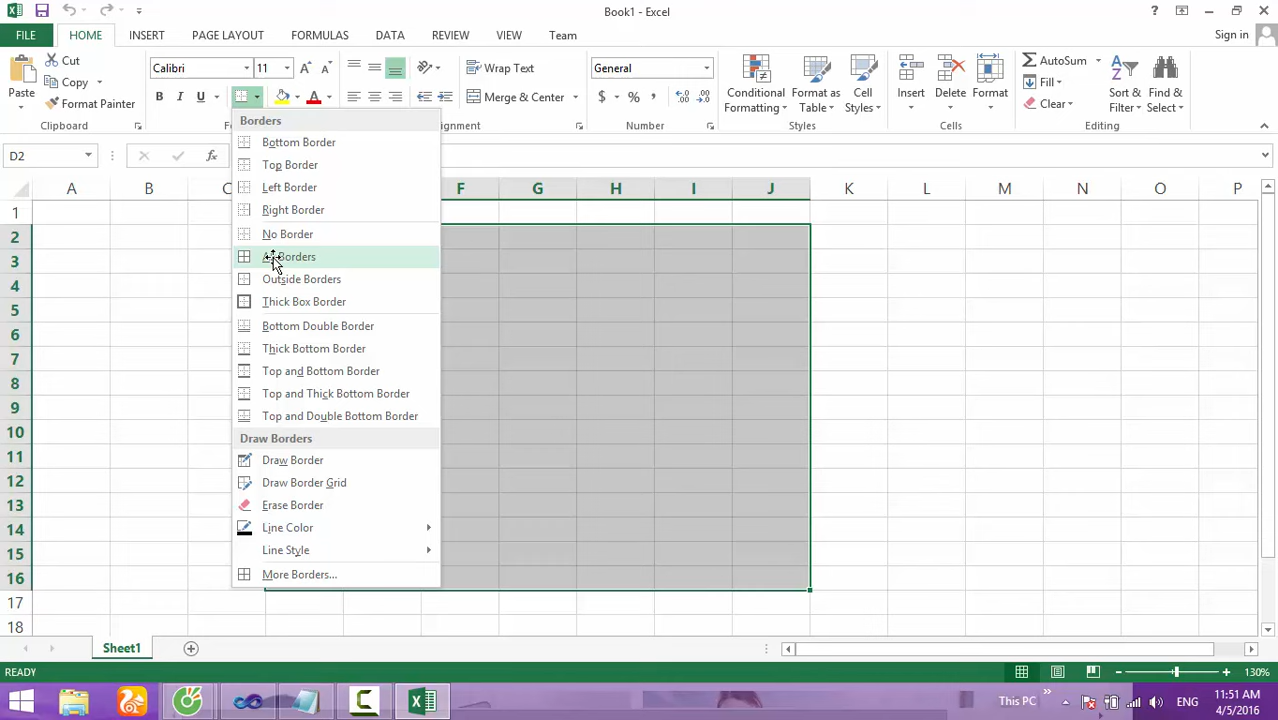 Book1 - Excel
FILE HOME INSERT PAGE LAYOUT FORMULAS DATA REVIEW VIEW Team Sign in
Paste Cut Copy Format Painter Clipboard
Calibri 11 A A B I U A
Wrap Text Merge & Center
General $ % , Number
Conditional Formatting Format as Table Cell Styles Styles
Insert Delete Format Cells
AutoSum Fill Clear Sort & Filter Find & Select Editing
D2 fx
A B C F G H I J K L M N O P
1
2
3
4
5
6
7
8
9
10
11
12
13
14
15
16
17
18
Borders
Bottom Border
Top Border
Left Border
Right Border
No Border
Borders
Outside Borders
Thick Box Border
Bottom Double Border
Thick Bottom Border
Top and Bottom Border
Top and Thick Bottom Border
Top and Double Bottom Border
Draw Borders
Draw Border
Draw Border Grid
Erase Border
Line Color
Line Style
More Borders...
Sheet1
READY 130%
This PC ENG 11:51 AM
4/5/2016